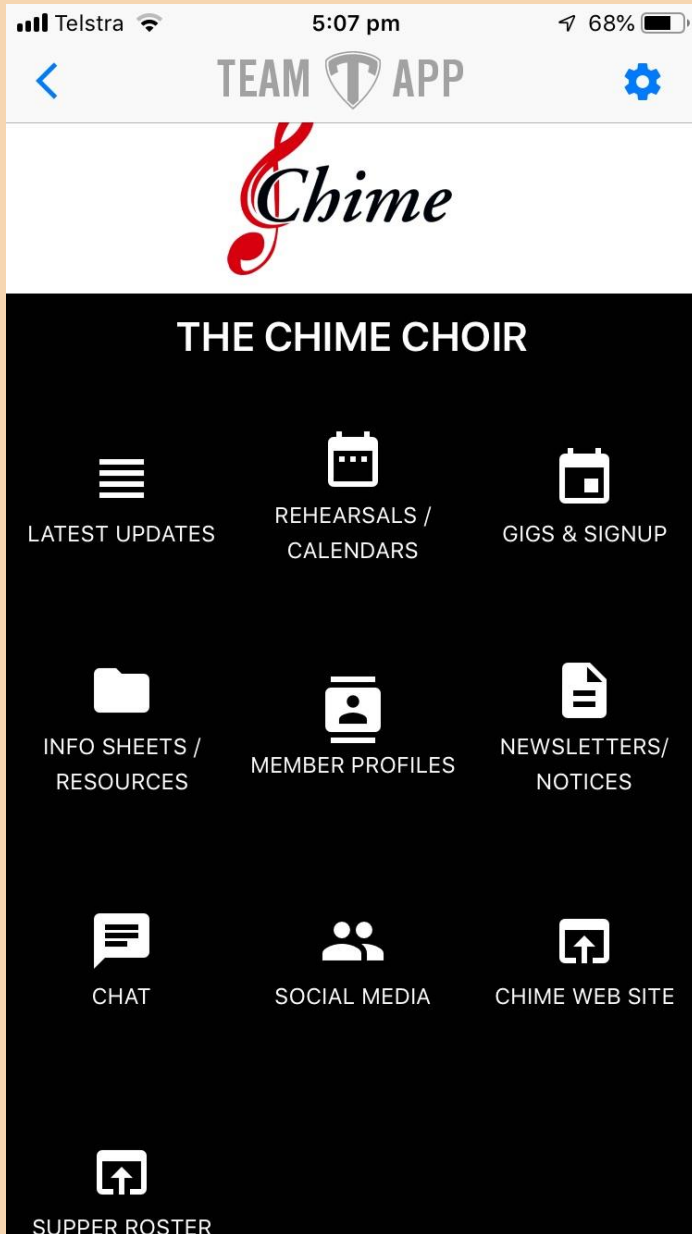 Telstra 5:07 pm 68%
TEAM T APP
Chime
THE CHIME CHOIR
LATEST UPDATES
REHEARSALS /
CALENDARS
GIGS & SIGNUP
INFO SHEETS /
RESOURCES
MEMBER PROFILES
NEWSLETTERS/
NOTICES
CHAT
SOCIAL MEDIA
CHIME WEB SITE
SUPPER ROSTER